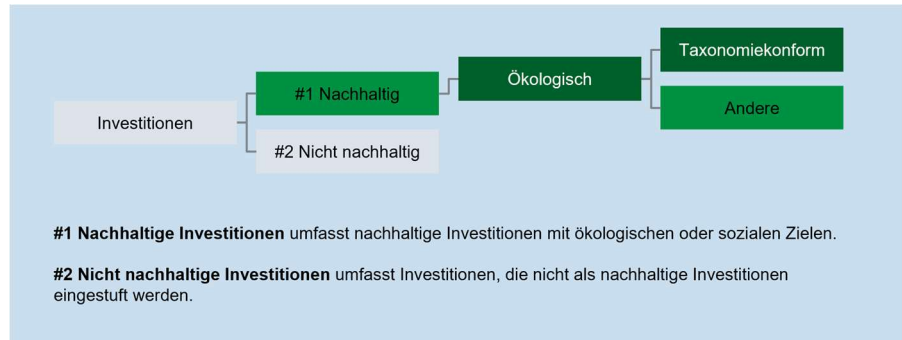 Taxonomiekonform
Ökologisch
#1 Nachhaltig
Andere
Investitionen
#2 Nicht nachhaltig
#1 Nachhaltige Investitionen umfasst nachhaltige Investitionen mit ökologischen oder sozialen Zielen.
#2 Nicht nachhaltige Investitionen umfasst Investitionen, die nicht als nachhaltige Investitionen
eingestuft werden.